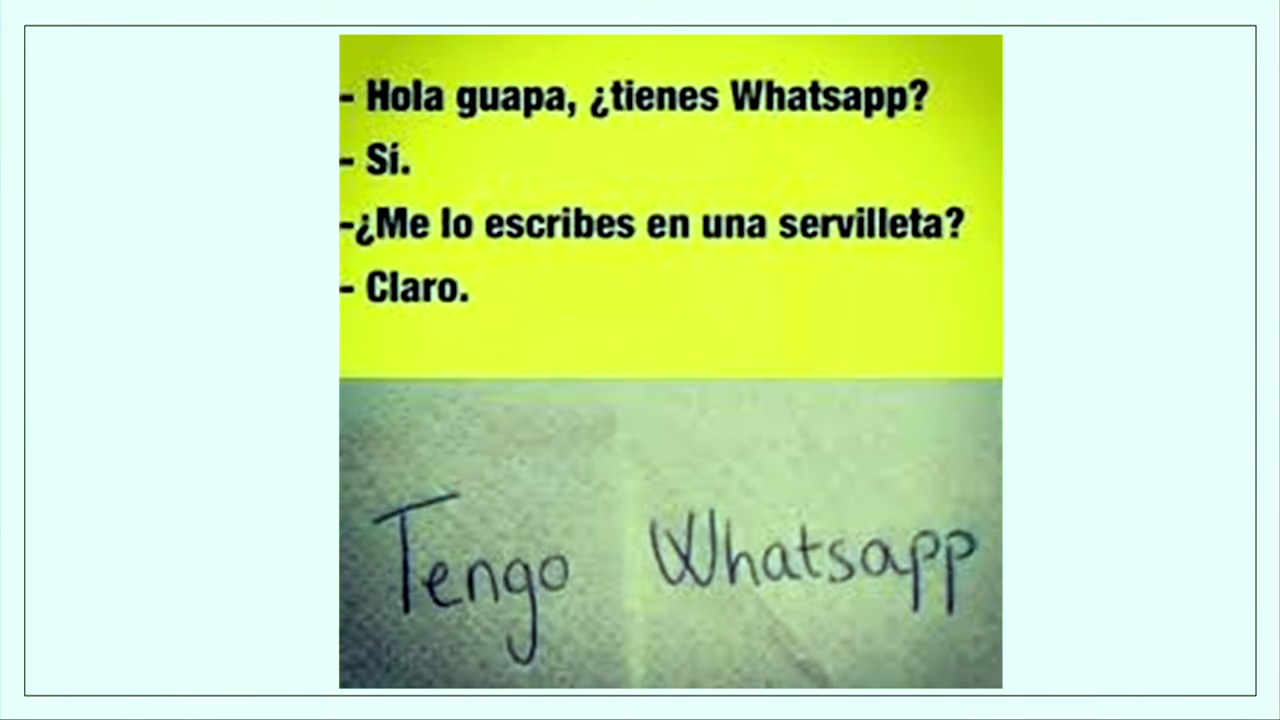 - Hola guapa, ¿tienes Whatsapp?
- Sí.
-¿Me lo escribes en una servilleta?
- Claro.
Tengo Whatsapp